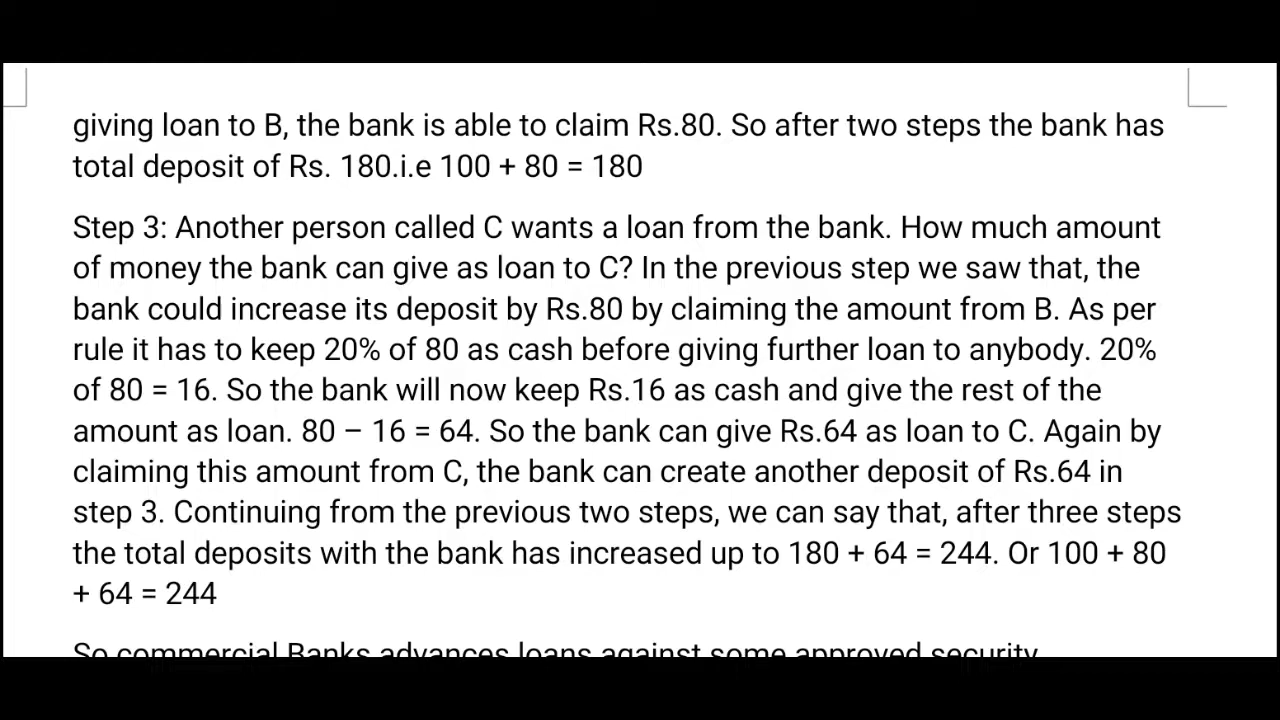 giving loan to B, the bank is able to claim Rs.80. So after two steps the bank has
total deposit of Rs. 180.i.e 100 + 80 = 180
Step 3: Another person called C wants a loan from the bank. How much amount
of money the bank can give as loan to C? In the previous step we saw that, the
bank could increase its deposit by Rs.80 by claiming the amount from B. As per
rule it has to keep 20% of 80 as cash before giving further loan to anybody. 20%
of 80 = 16. So the bank will now keep Rs.16 as cash and give the rest of the
amount as loan. 80 – 16 = 64. So the bank can give Rs.64 as loan to C. Again by
claiming this amount from C, the bank can create another deposit of Rs.64 in
step 3. Continuing from the previous two steps, we can say that, after three steps
the total deposits with the bank has increased up to 180 + 64 = 244. Or 100 + 80
+ 64 = 244
So commercial Banks advances loans against some approved security